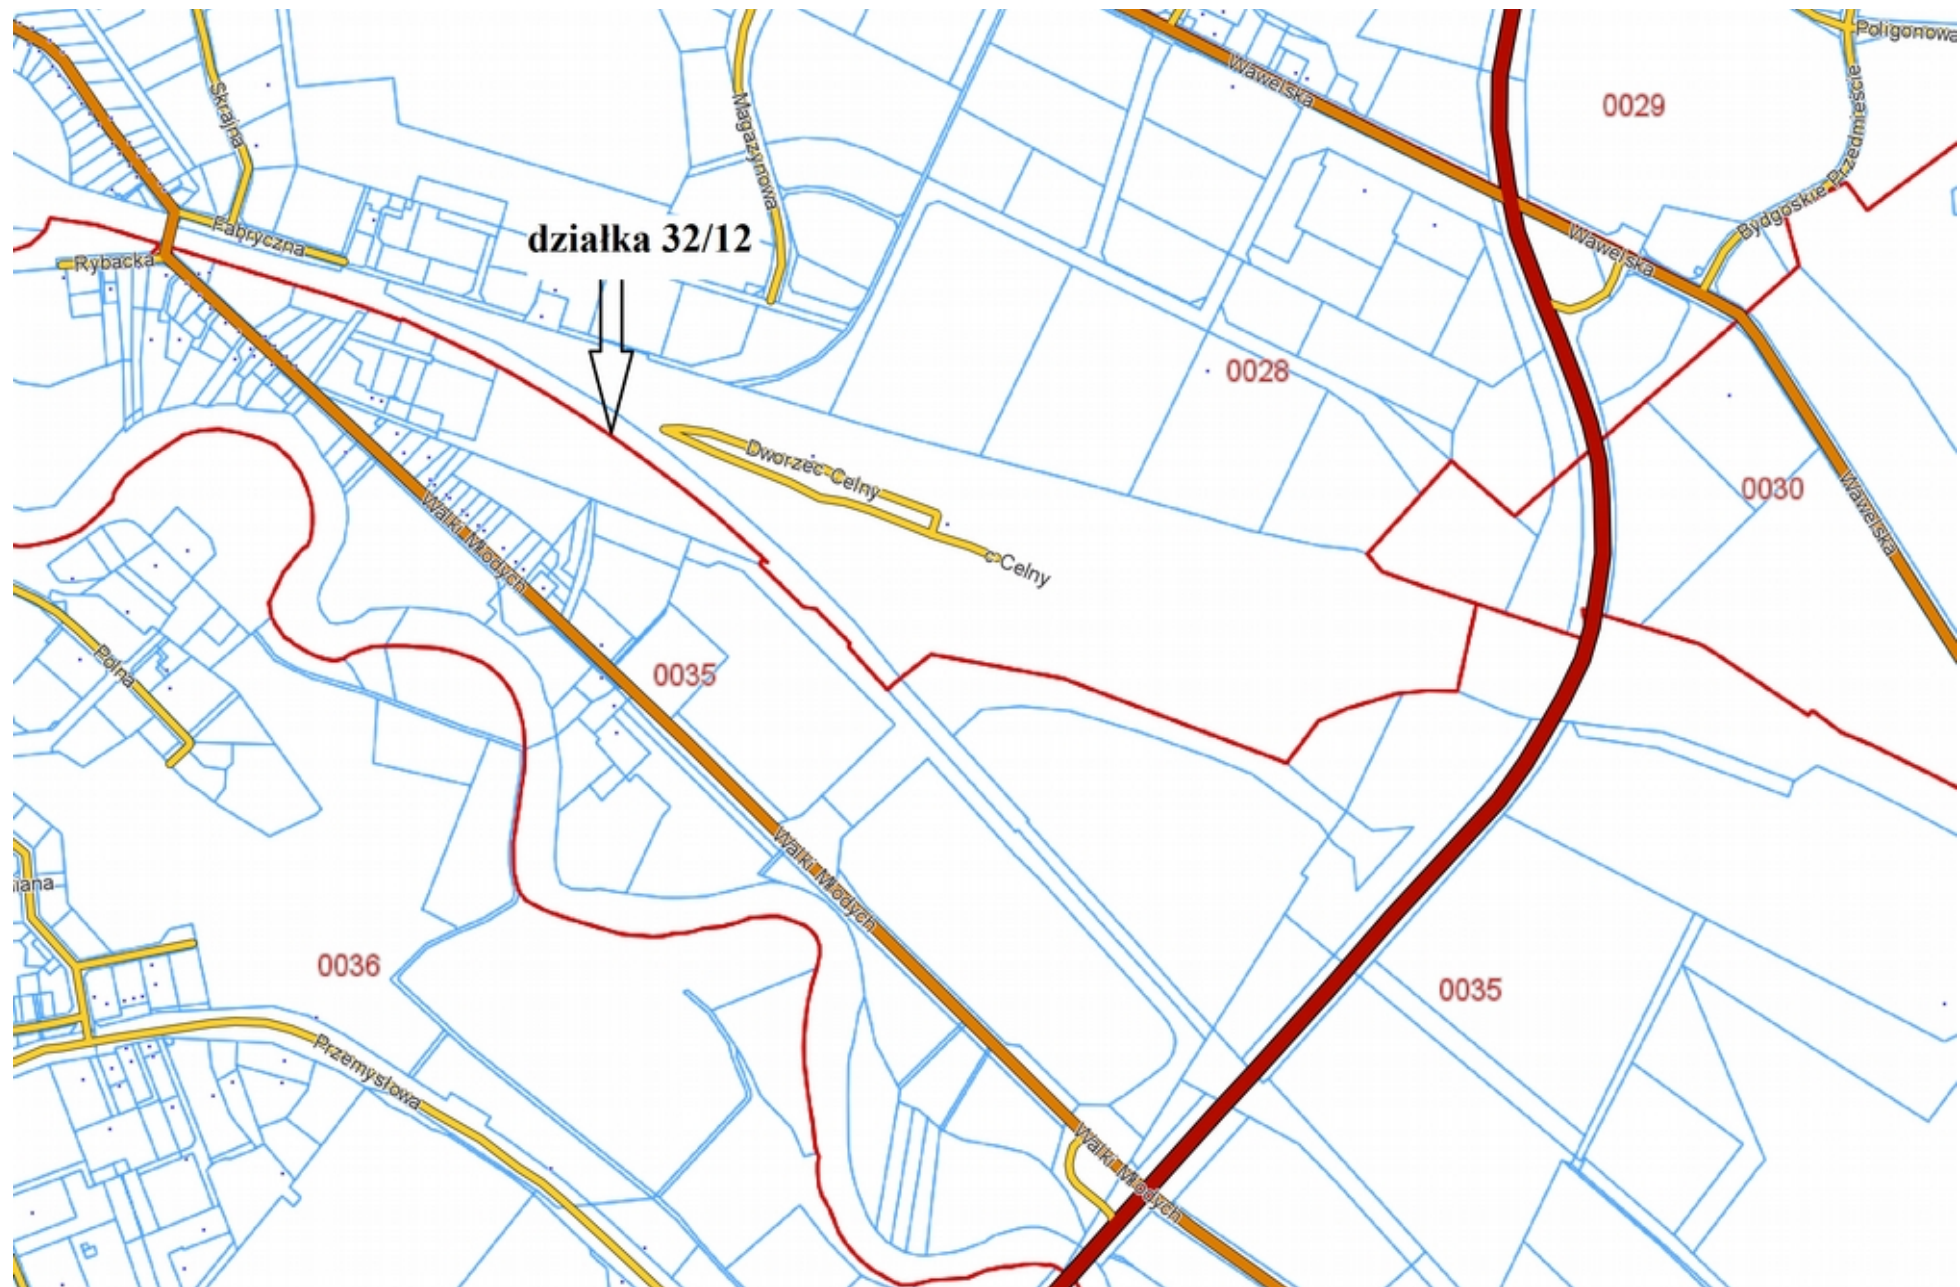 Poligonowa
Wawelska
Skrajna
Magazynowa
0029
Bydgoskie Przedmieście
Fabryczna
działka 32/12
Wawelska
Rybacka
0028
Dworzec Celny
0030
Wawelska
Walki Młodych
c Celny
Polna
0035
Walki Młodych
iana
0036
0035
Przemysłowa
Walki Młodych